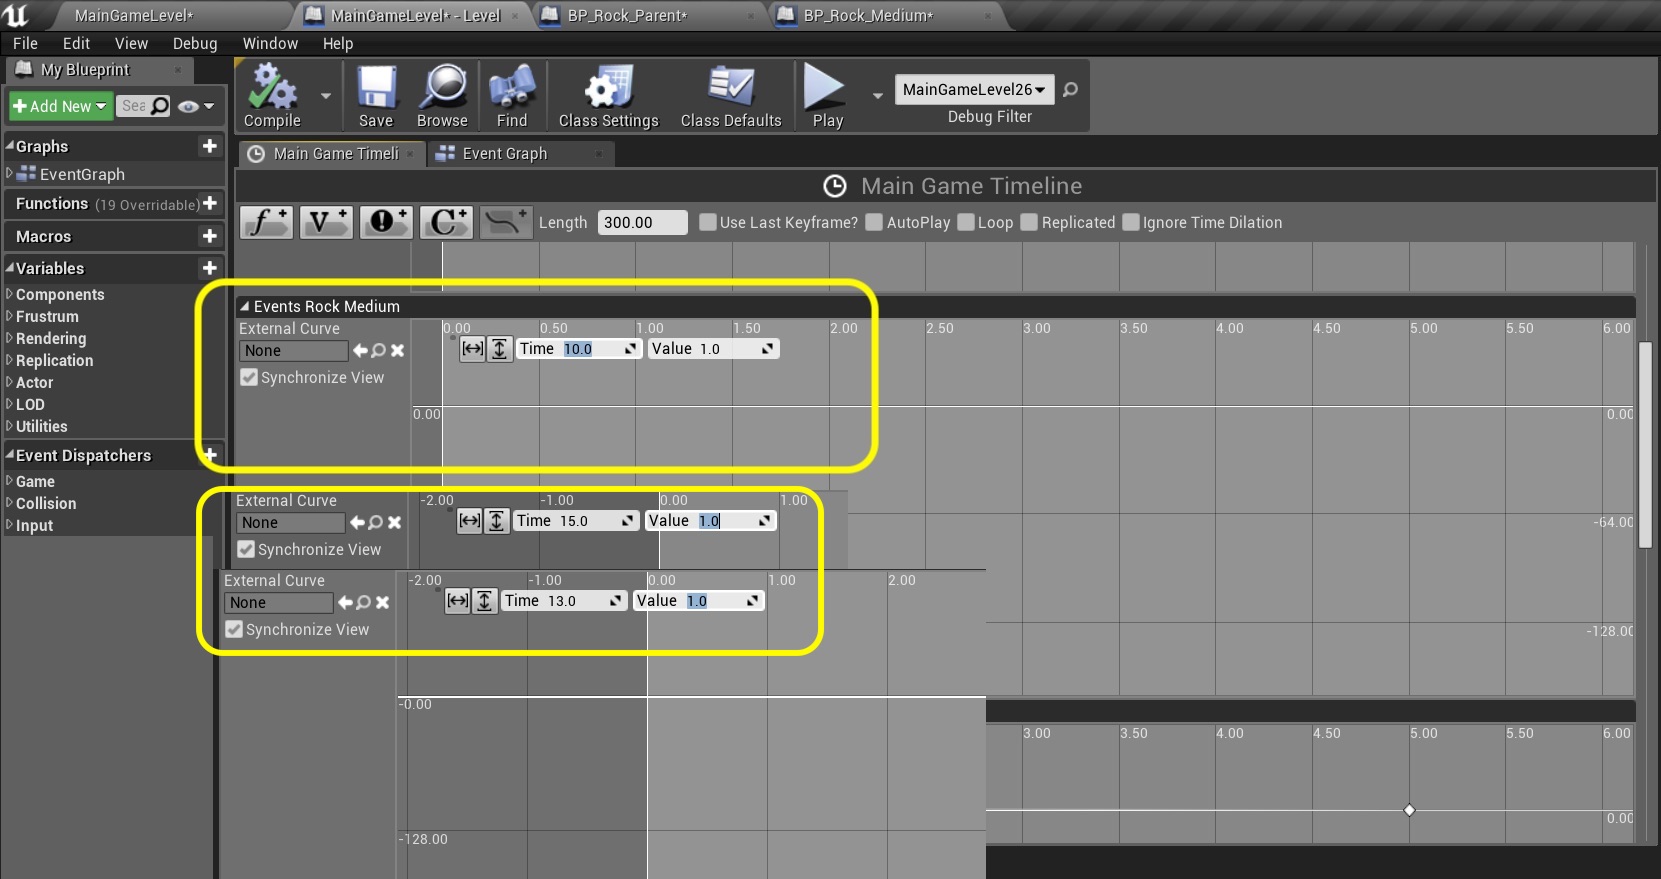 MainGameLevel*
MainGameLevel* - Level
BP_Rock_Parent*
BP_Rock_Medium*
File Edit View Debug Window Help
My Blueprint
Add New
Sea
Compile
Save
Browse
Find
Class Settings
Class Defaults
Play
MainGameLevel26
Debug Filter
Graphs
EventGraph
Functions (19 Overridable)
Macros
Variables
Components
Frustrum
Rendering
Replication
Actor
LOD
Utilities
Event Dispatchers
Game
Collision
Input
Main Game Timeli
Event Graph
Main Game Timeline
f V C
Length 300.00 Use Last Keyframe? AutoPlay Loop Replicated Ignore Time Dilation
Events Rock Medium
External Curve
None
Synchronize View
0.00 0.50 1.00 1.50 2.00 2.50 3.00 3.50 4.00 4.50 5.00 5.50 6.00
Time 10.0 Value 1.0
0.00 0.00
-64.00
-128.00
External Curve
None
Synchronize View
-2.00 -1.00 0.00 1.00
Time 15.0 Value 1.0
External Curve
None
Synchronize View
-2.00 -1.00 0.00 1.00 2.00
Time 13.0 Value 1.0
-0.00
-128.00
3.00 3.50 4.00 4.50 5.00 5.50 6.00
0.00